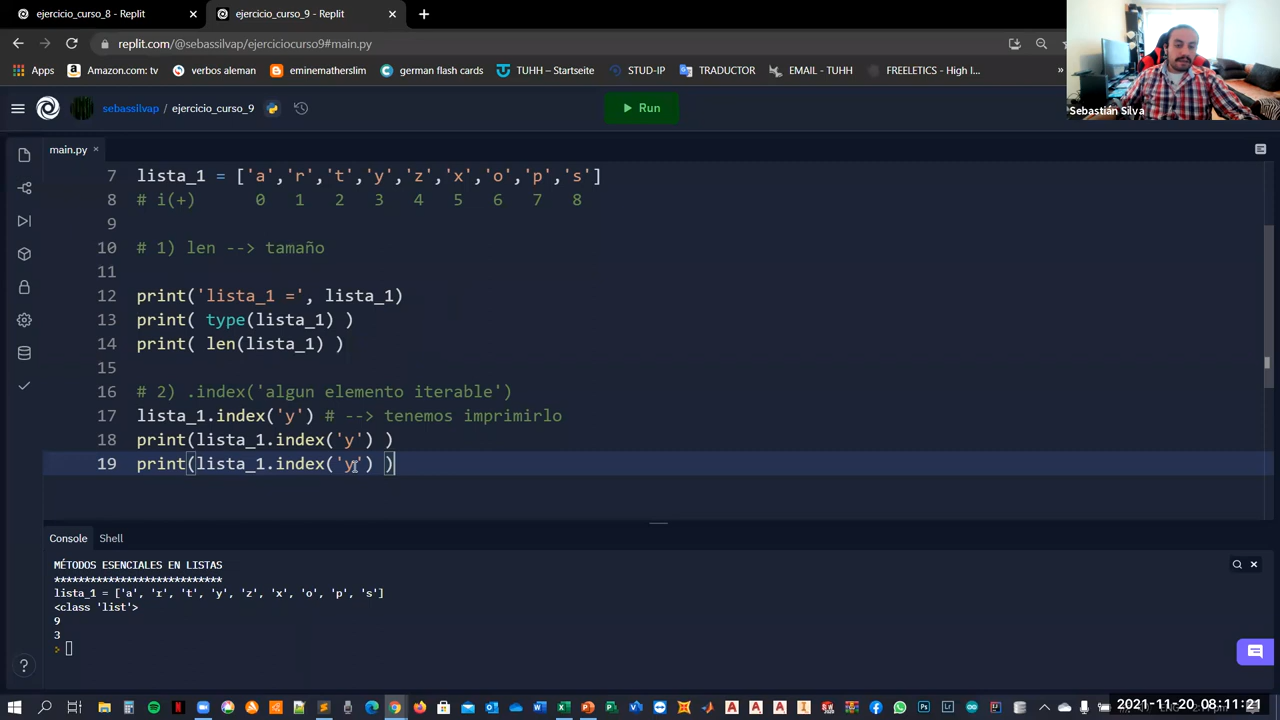 ejercicio_curso_8 - Replit
ejercicio_curso_9 - Replit
replit.com/@sebassilvap/ejerciciocurso9#main.py
Apps
Amazon.com: tv
verbos aleman
eminematherslim
german flashcards
TUHH – Startseite
STUD-IP
TRADUCTOR
EMAIL - TUHH
FREELETICS - High I...
Sebastián Silva
sebassilvap / ejercicio_curso_9
Run
main.py
7 lista_1 = ['a','r','t','y','z','x','o','p','s']
8 # i(+) 0 1 2 3 4 5 6 7 8
9
10 # 1) len --> tamaño
11
12 print('lista_1 =', lista_1)
13 print( type(lista_1) )
14 print( len(lista_1) )
15
16 # 2) .index('algun elemento iterable')
17 lista_1.index('y') # --> tenemos imprimirlo
18 print(lista_1.index('y') )
19 print(lista_1.index('y') )
Console Shell
MÉTODOS ESENCIALES EN LISTAS
****************************
lista_1 = ['a', 'r', 't', 'y', 'z', 'x', 'o', 'p', 's']
<class 'list'>
9
3
2021-11-20 08:11:21